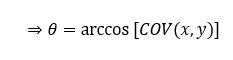 ⇒ θ = arccos [COV(x, y)]